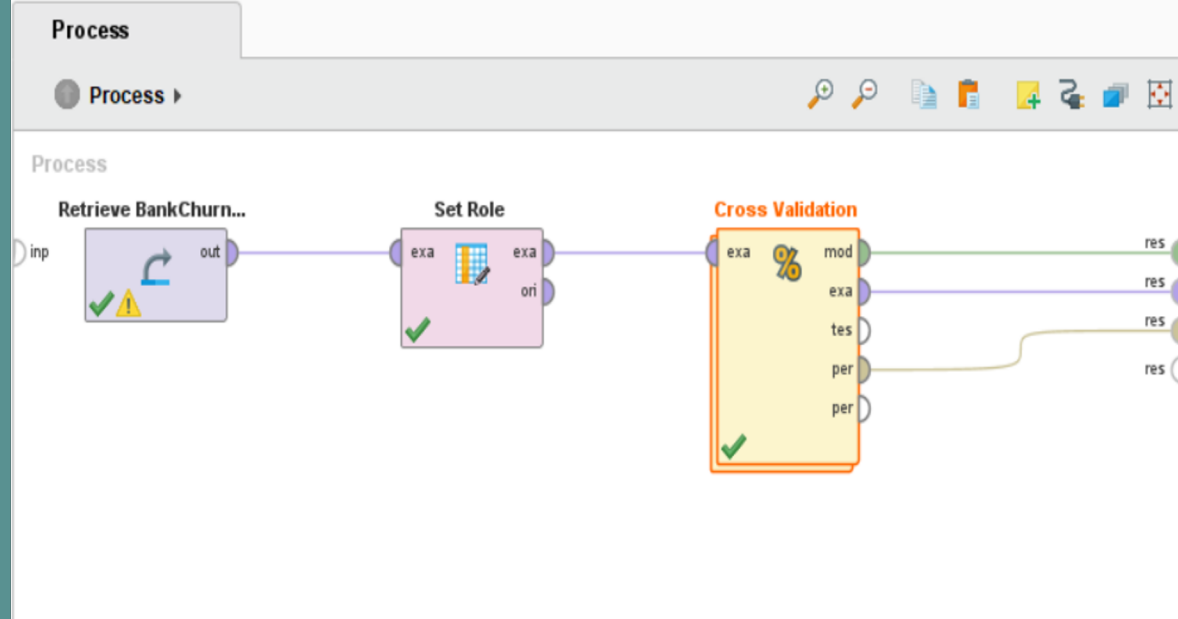 Process
Process
Process
Retrieve BankChurn...
Set Role
Cross Validation
inp
out
exa
exa
ori
exa
mod
exa
tes
per
per
res
res
res
res